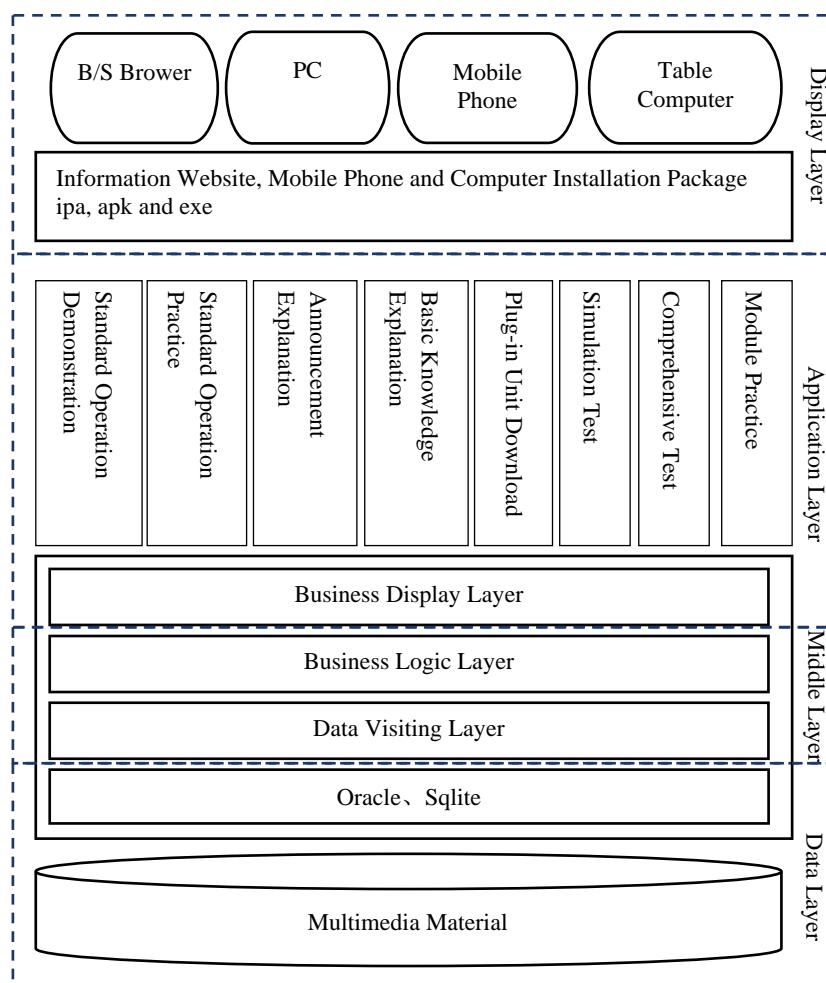 B/S Brower
PC
Mobile
Phone
Table
Computer
Display Layer
Information Website, Mobile Phone and Computer Installation Package
ipa, apk and exe
Standard Operation
Demonstration
Standard Operation
Practice
Announcement
Explanation
Basic Knowledge
Explanation
Plug-in Unit Download
Simulation Test
Comprehensive Test
Module Practice
Application Layer
Business Display Layer
Business Logic Layer
Data Visiting Layer
Middle Layer
Oracle、Sqlite
Multimedia Material
Data Layer